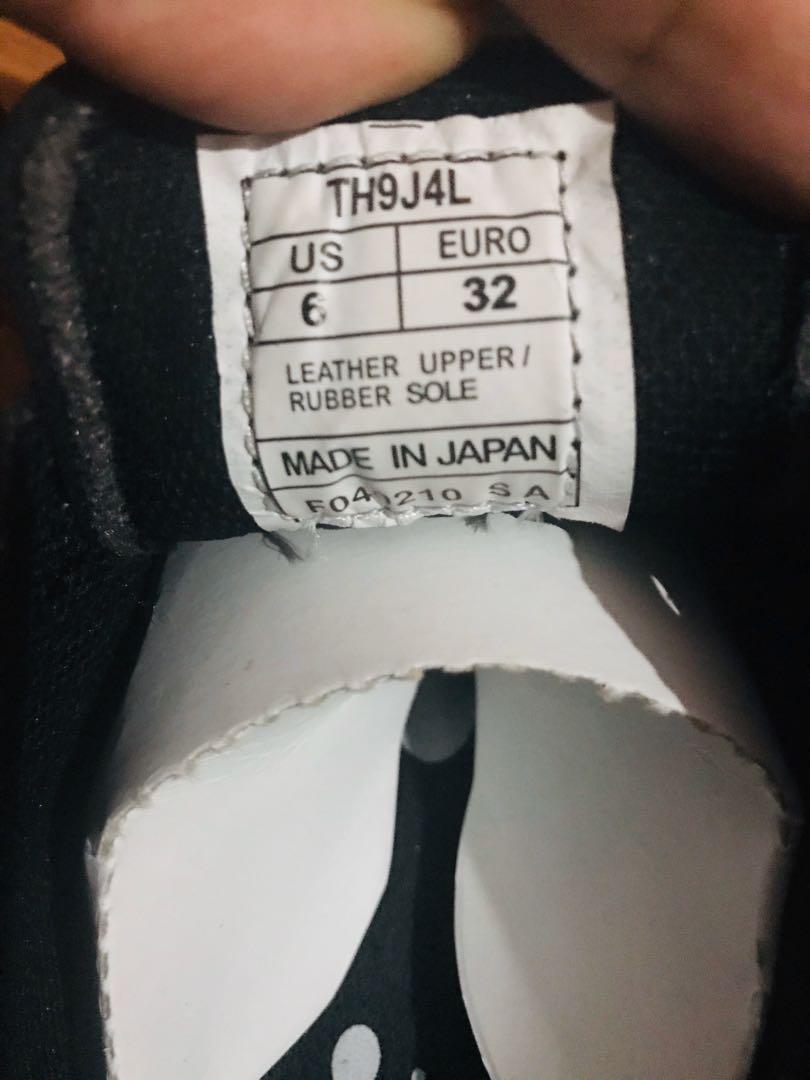 TH9J4L
US EURO
6 32
LEATHER UPPER /
RUBBER SOLE
MADE IN JAPAN
S A